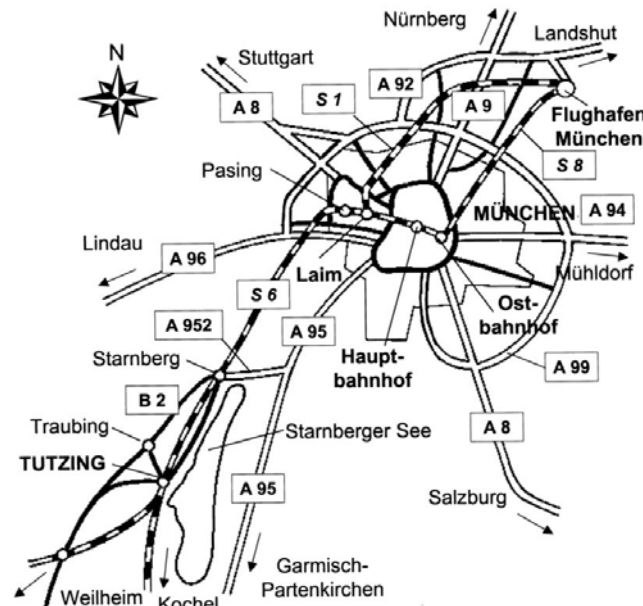 Nürnberg
Landshut
N
Stuttgart
A 92
S 1
A 9
A 8
Flughafen
München
S 8
Pasing
MÜNCHEN
A 94
Lindau
A 96
Laim
Mühldorf
S 6
Ost-
bahnhof
A 952
A 95
Haupt-
bahnhof
Starnberg
A 99
B 2
Traubing
Starnberger See
A 8
TUTZING
A 95
Salzburg
Garmisch-
Partenkirchen
Weilheim
Kochel